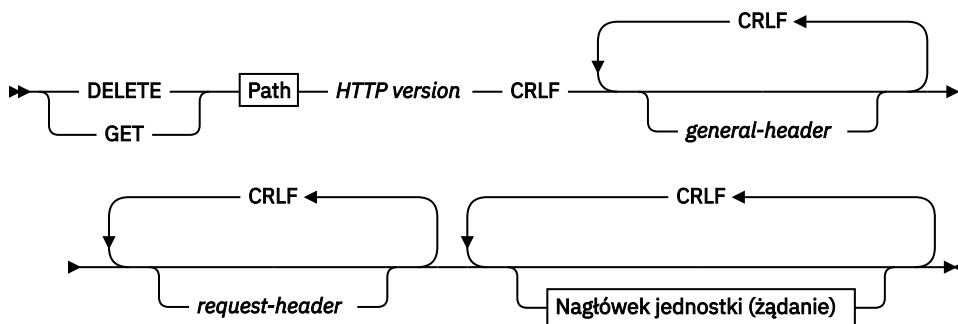 CRLF
DELETE Path HTTP version CRLF
GET general-header
CRLF CRLF
request-header Nagłówek jednostki (żądanie)